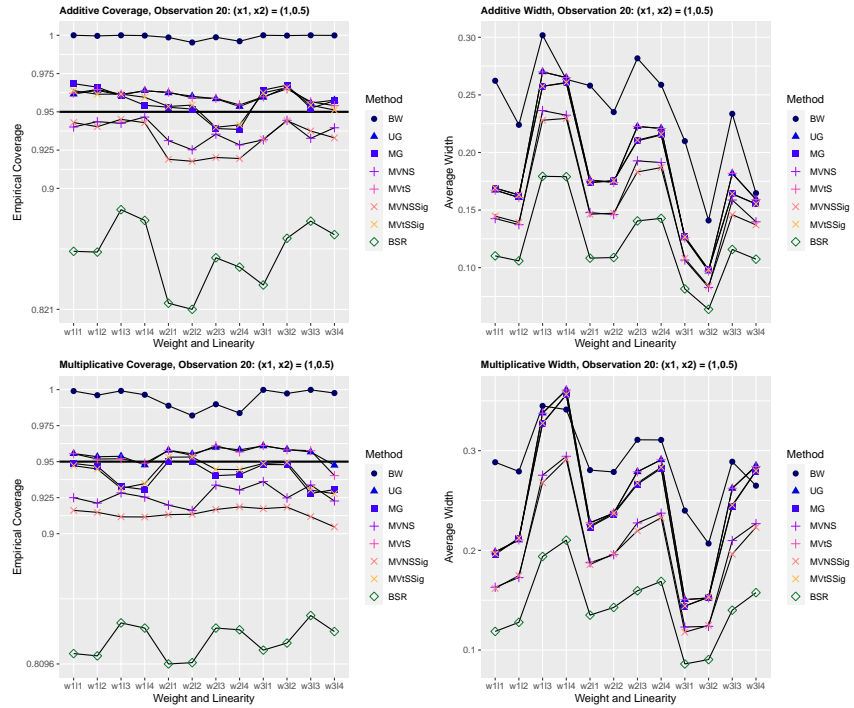 Additive Coverage, Observation 20: (x1, x2) = (1,0.5)
Empirical Coverage
1
0.975
0.95
0.925
0.9
0.821
w1l1 w1l2 w1l3 w1l4 w2l1 w2l2 w2l3 w2l4 w3l1 w3l2 w3l3 w3l4
Weight and Linearity
Method
BW
UG
MG
MVNS
MVtS
MVNSSig
MVtSSig
BSR
Additive Width, Observation 20: (x1, x2) = (1,0.5)
Average Width
0.30
0.25
0.20
0.15
0.10
w1l1 w1l2 w1l3 w1l4 w2l1 w2l2 w2l3 w2l4 w3l1 w3l2 w3l3 w3l4
Weight and Linearity
Method
BW
UG
MG
MVNS
MVtS
MVNSSig
MVtSSig
BSR
Multiplicative Coverage, Observation 20: (x1, x2) = (1,0.5)
Empirical Coverage
1
0.975
0.95
0.925
0.9
0.8096
w1l1 w1l2 w1l3 w1l4 w2l1 w2l2 w2l3 w2l4 w3l1 w3l2 w3l3 w3l4
Weight and Linearity
Method
BW
UG
MG
MVNS
MVtS
MVNSSig
MVtSSig
BSR
Multiplicative Width, Observation 20: (x1, x2) = (1,0.5)
Average Width
0.3
0.2
0.1
w1l1 w1l2 w1l3 w1l4 w2l1 w2l2 w2l3 w2l4 w3l1 w3l2 w3l3 w3l4
Weight and Linearity
Method
BW
UG
MG
MVNS
MVtS
MVNSSig
MVtSSig
BSR